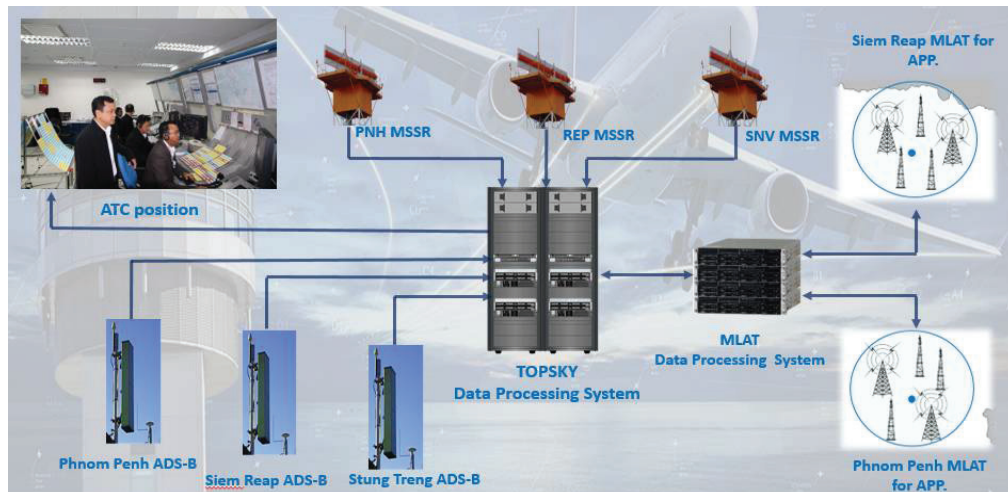 Siem Reap MLAT for
APP.
PNH MSSR
REP MSSR
SNV MSSR
ATC position
MLAT
Data Processing System
TOPSKY
Data Processing System
Phnom Penh ADS-B
Siem Reap ADS-B
Stung Treng ADS-B
Phnom Penh MLAT
for APP.